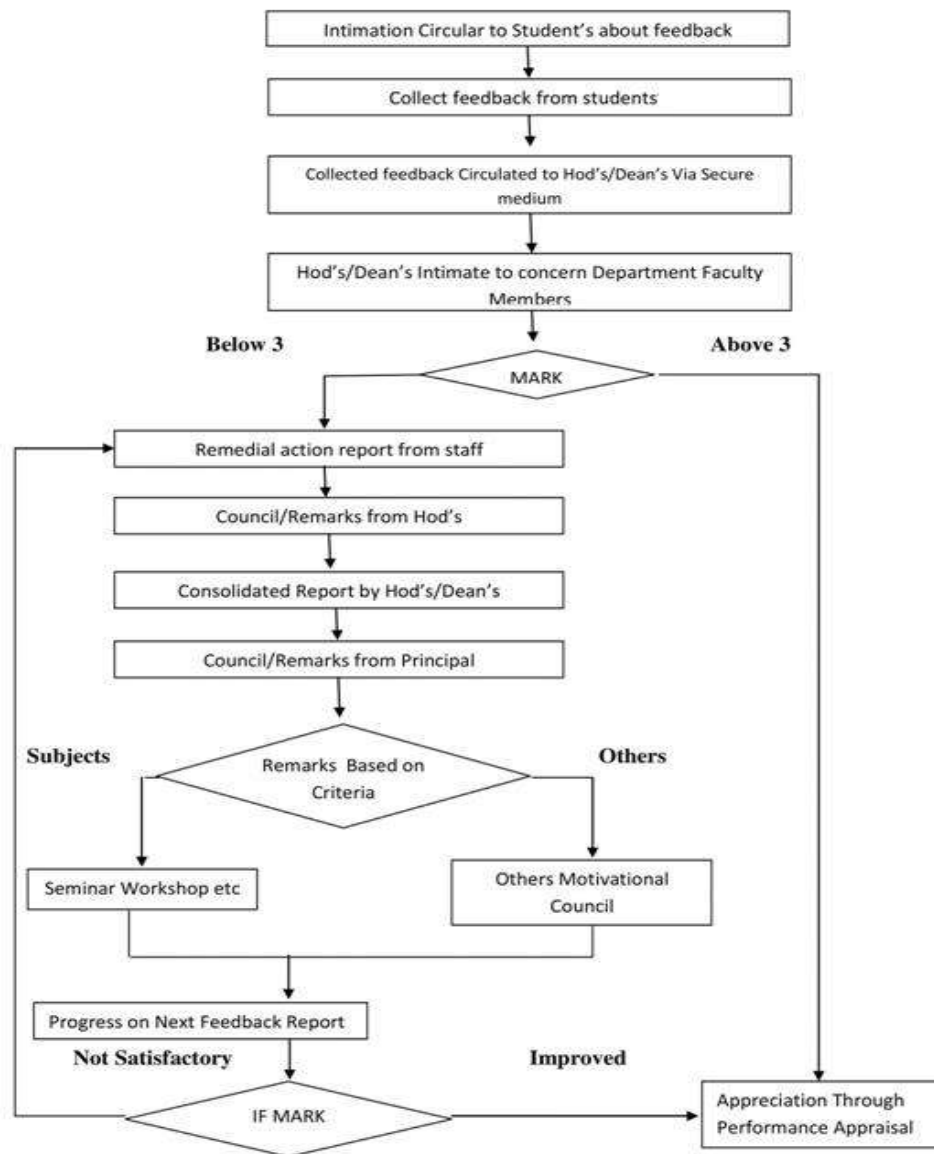 Intimation Circular to Student's about feedback
Collect feedback from students
Collected feedback Circulated to Hod's/Dean's Via Secure
medium
Hod's/Dean's Intimate to concern Department Faculty
Members
Below 3
Above 3
MARK
Remedial action report from staff
Council/Remarks from Hod's
Consolidated Report by Hod's/Dean's
Council/Remarks from Principal
Subjects
Others
Remarks Based on
Criteria
Seminar Workshop etc
Others Motivational
Council
Progress on Next Feedback Report
Not Satisfactory
Improved
IF MARK
Appreciation Through
Performance Appraisal